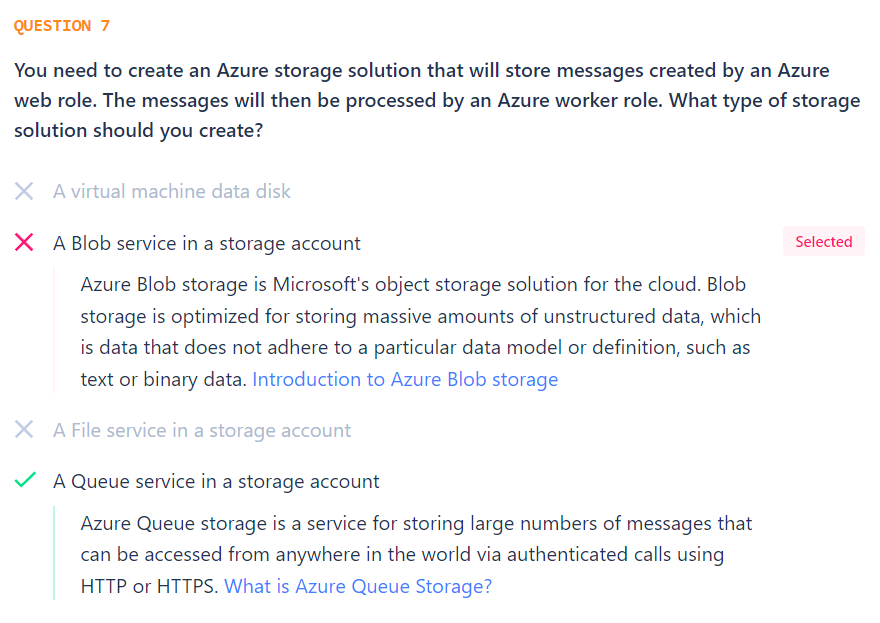 QUESTION 7
You need to create an Azure storage solution that will store messages created by an Azure
web role. The messages will then be processed by an Azure worker role. What type of storage
solution should you create?
A virtual machine data disk
A Blob service in a storage account
Selected
Azure Blob storage is Microsoft's object storage solution for the cloud. Blob
storage is optimized for storing massive amounts of unstructured data, which
is data that does not adhere to a particular data model or definition, such as
text or binary data. Introduction to Azure Blob storage
A File service in a storage account
A Queue service in a storage account
Azure Queue storage is a service for storing large numbers of messages that
can be accessed from anywhere in the world via authenticated calls using
HTTP or HTTPS. What is Azure Queue Storage?